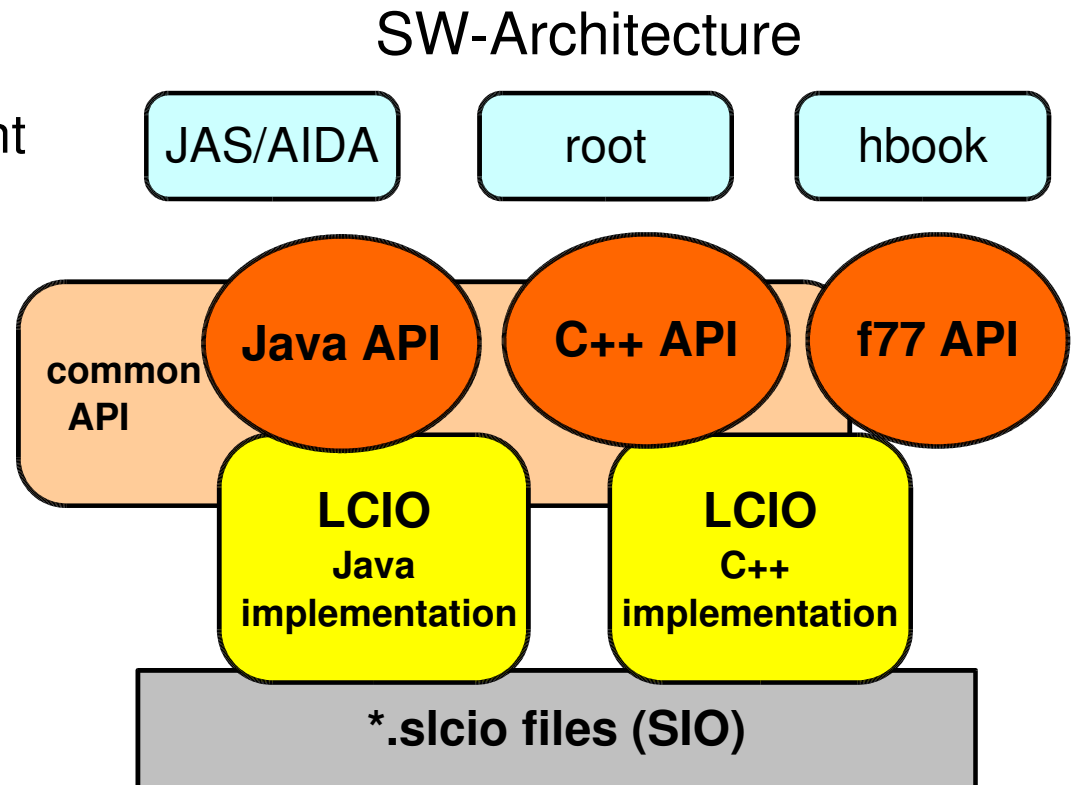 SW-Architecture
nt
JAS/AIDA
root
hbook
Java API
C++ API
f77 API
common
API
LCIO
Java
implementation
LCIO
C++
implementation
*.slcio files (SIO)